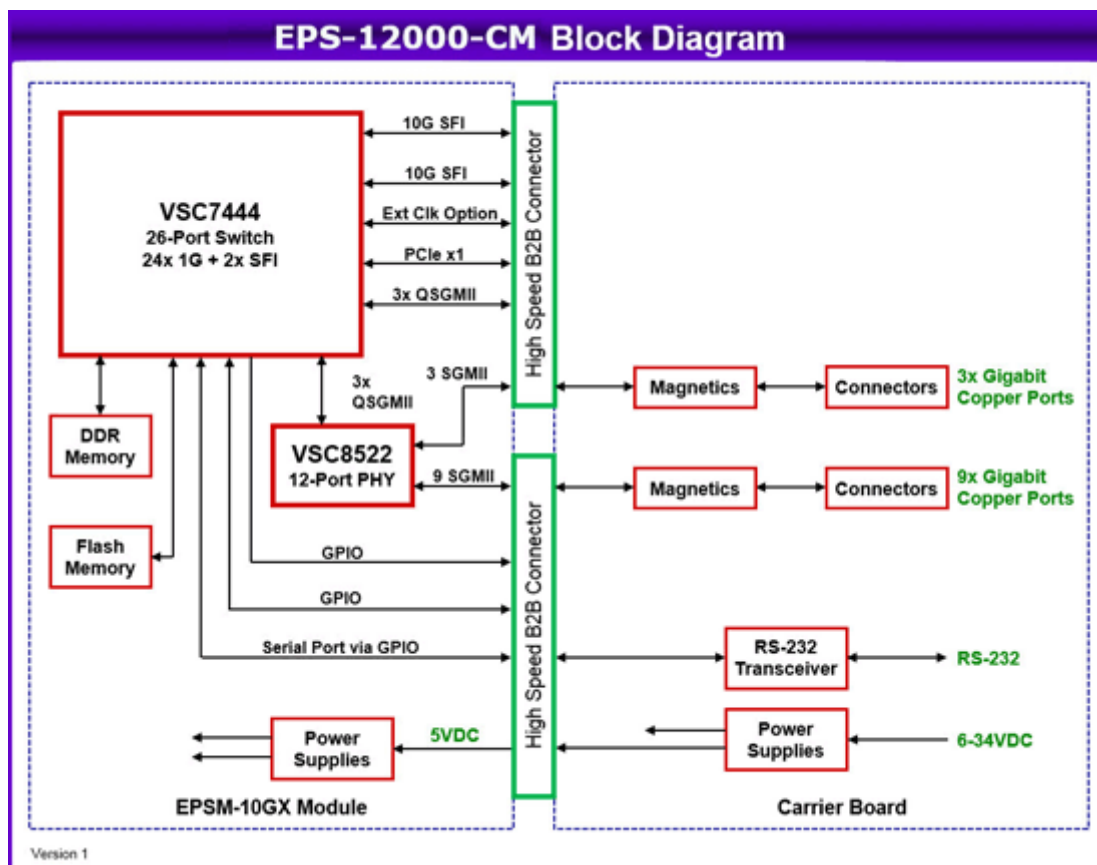 EPS-12000-CM Block Diagram
VSC7444
26-Port Switch
24x 1G + 2x SFI
10G SFI
10G SFI
Ext Clk Option
PCIe x1
3x QSGMII
High Speed B2B Connector
3x
QSGMII
3 SGMII
DDR
Memory
VSC8522
12-Port PHY
9 SGMII
Flash
Memory
GPIO
GPIO
Serial Port via GPIO
High Speed B2B Connector
Magnetics
Connectors
3x Gigabit
Copper Ports
Magnetics
Connectors
9x Gigabit
Copper Ports
RS-232
Transceiver
RS-232
Power
Supplies
5VDC
Power
Supplies
6-34VDC
EPSM-10GX Module
Carrier Board
Version 1